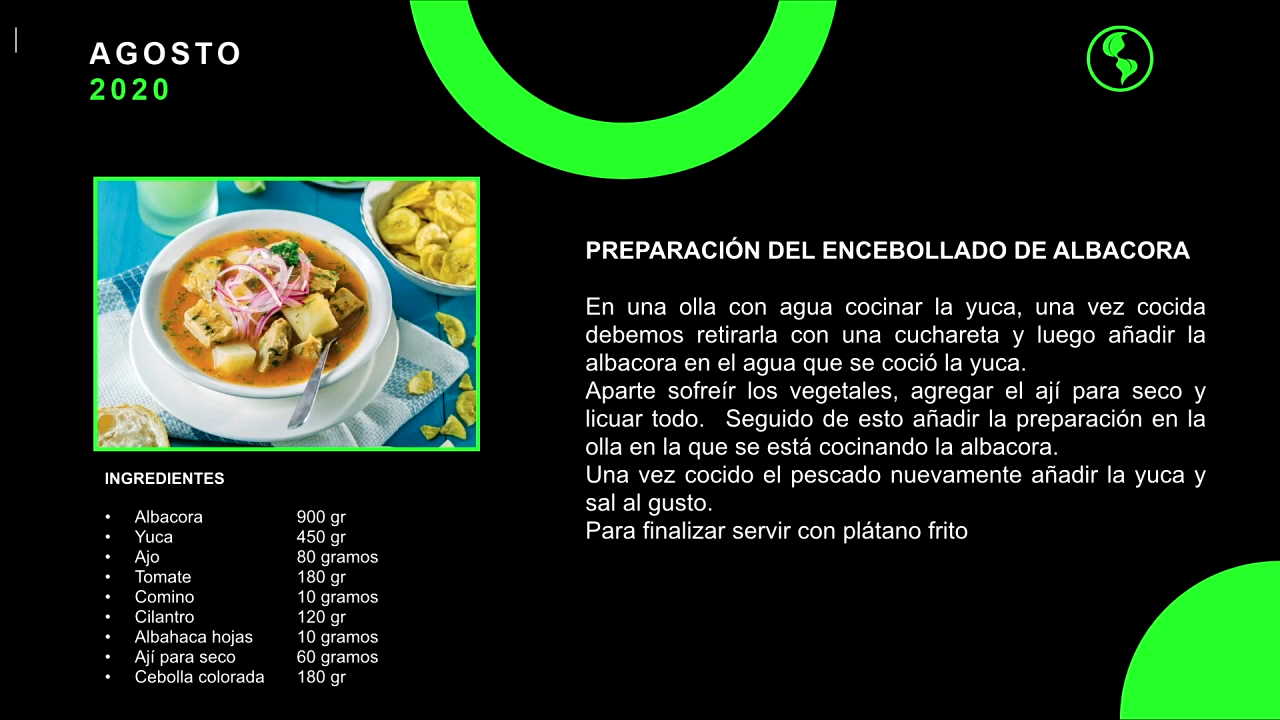 AGOSTO
2020
PREPARACIÓN DEL ENCEBOLLADO DE ALBACORA
En una olla con agua cocinar la yuca, una vez cocida
debemos retirarla con una cuchareta y luego añadir la
albacora en el agua que se coció la yuca.
Aparte sofreír los vegetales, agregar el ají para seco y
licuar todo.  Seguido de esto añadir la preparación en la
olla en la que se está cocinando la albacora.
Una vez cocido el pescado nuevamente añadir la yuca y
sal al gusto.
Para finalizar servir con plátano frito
INGREDIENTES
• Albacora 900 gr
• Yuca 450 gr
• Ajo 80 gramos
• Tomate 180 gr
• Comino 10 gramos
• Cilantro 120 gr
• Albahaca hojas 10 gramos
• Ají para seco 60 gramos
• Cebolla colorada 180 gr